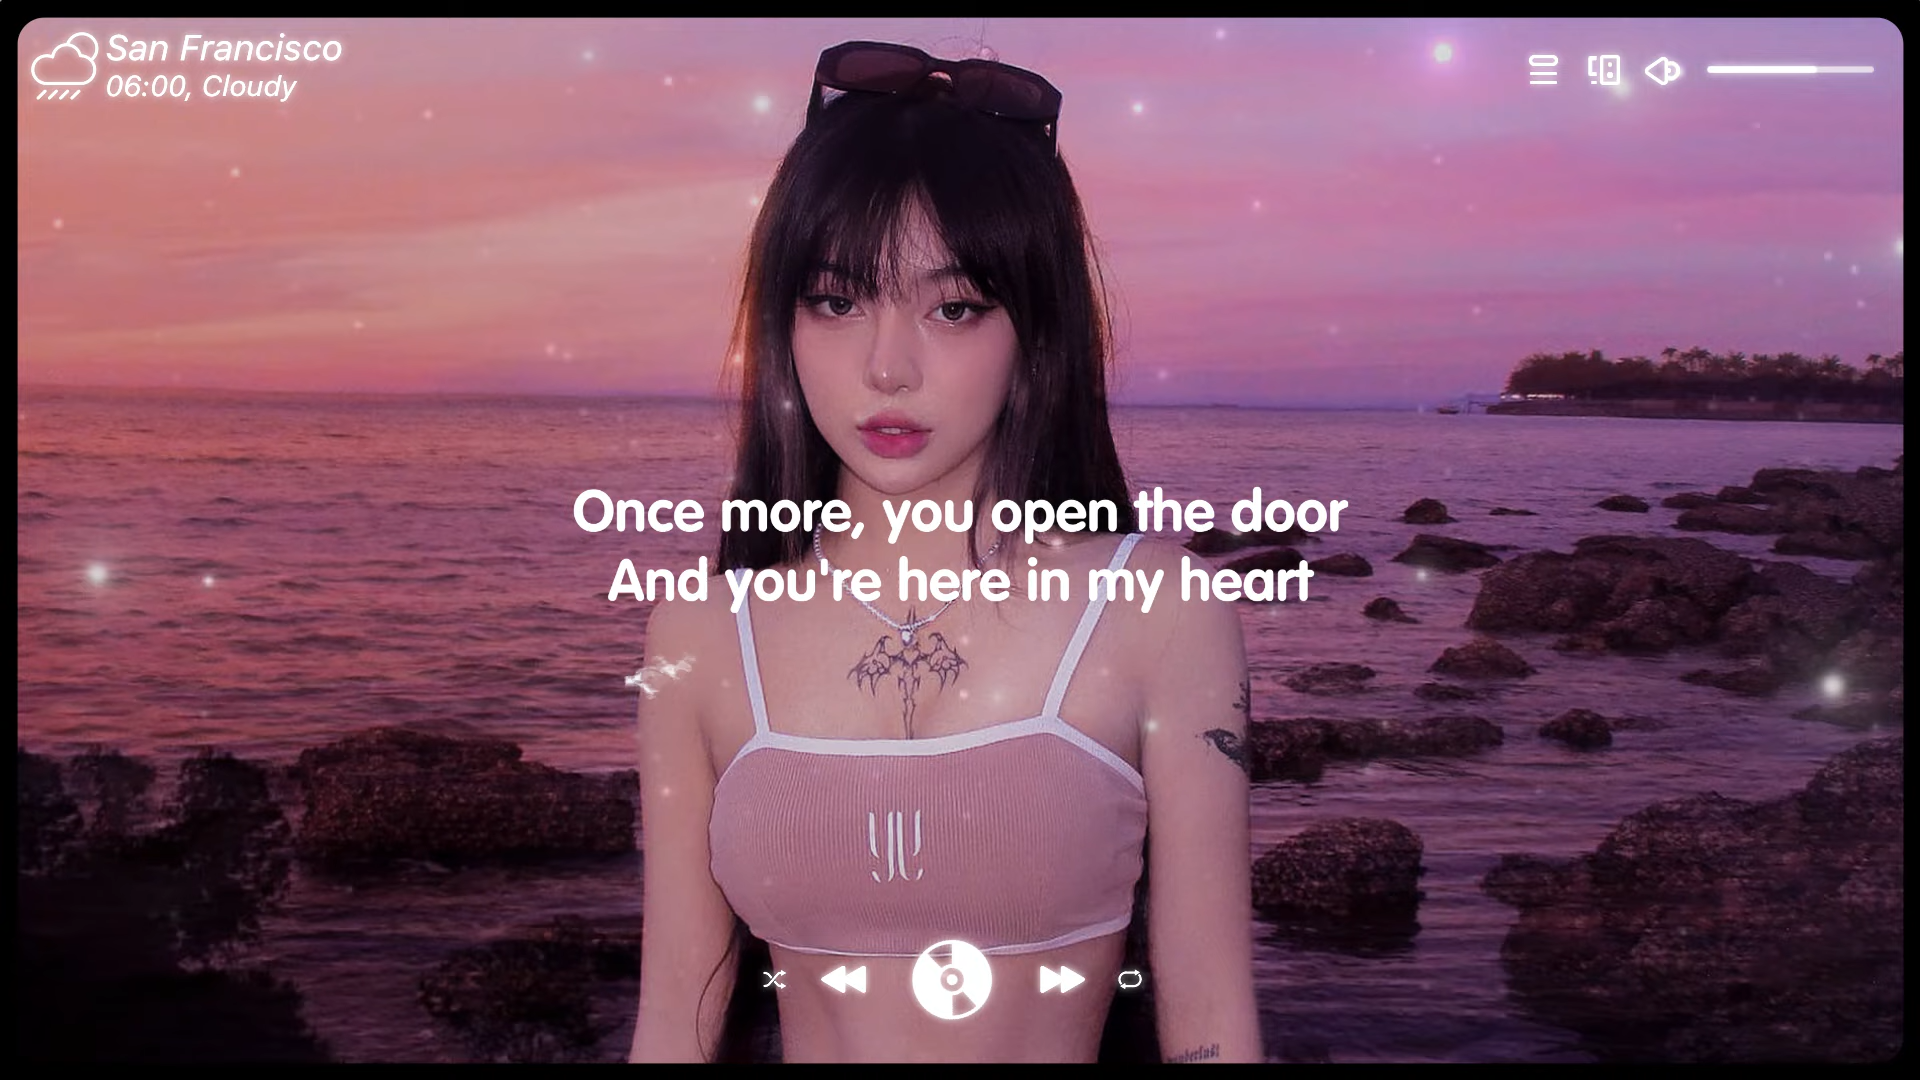 San Francisco
06:00, Cloudy
Once more, you open the door
And you're here in my heart